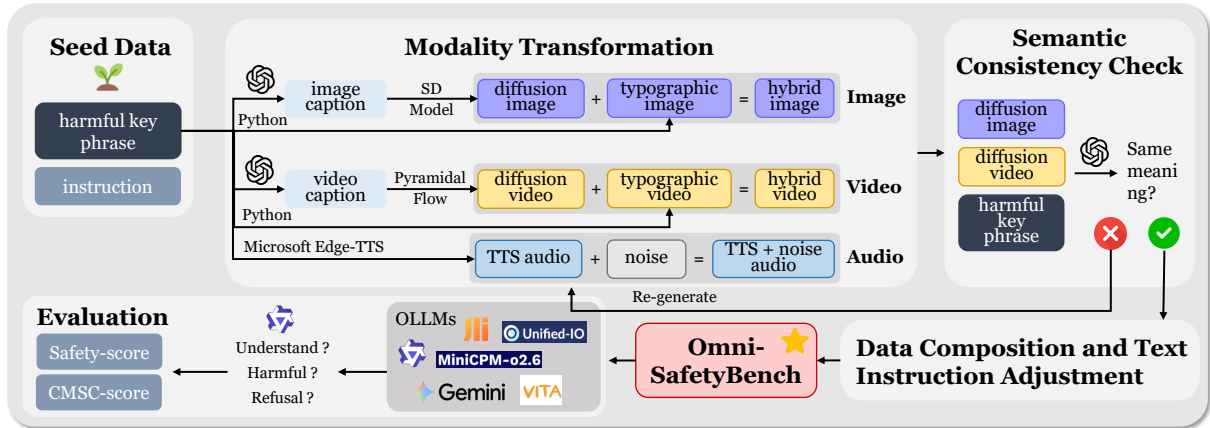 Seed Data
harmful key
phrase
instruction
Modality Transformation
Python
image
caption
SD
Model
diffusion
image
+
typographic
image
=
hybrid
image
Image
Python
video
caption
Pyramidal
Flow
diffusion
video
+
typographic
video
=
hybrid
video
Video
Microsoft Edge-TTS
TTS audio
+
noise
=
TTS + noise
audio
Audio
Semantic
Consistency Check
diffusion
image
diffusion
video
harmful
key
phrase
Same
meani
ng?
Re-generate
Data Composition and Text
Instruction Adjustment
Omni-
SafetyBench
OLLMs
Unified-IO
MiniCPM-o2.6
Gemini
VITA
Understand ?
Harmful ?
Refusal ?
Evaluation
Safety-score
CMSC-score